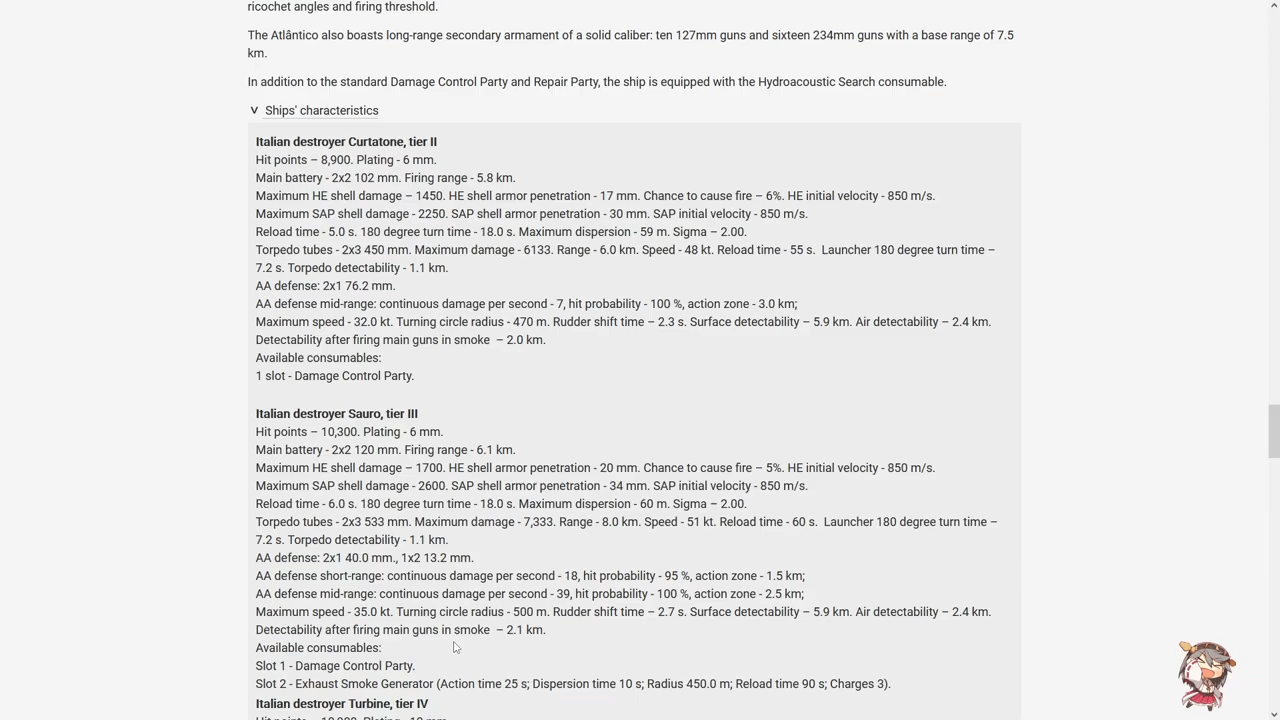 ricochet angles and firing threshold.
The Atlântico also boasts long-range secondary armament of a solid caliber: ten 127mm guns and sixteen 234mm guns with a base range of 7.5
km.
In addition to the standard Damage Control Party and Repair Party, the ship is equipped with the Hydroacoustic Search consumable.
Ships' characteristics
Italian destroyer Curtatone, tier II
Hit points – 8,900. Plating - 6 mm.
Main battery - 2x2 102 mm. Firing range - 5.8 km.
Maximum HE shell damage – 1450. HE shell armor penetration - 17 mm. Chance to cause fire – 6%. HE initial velocity - 850 m/s.
Maximum SAP shell damage - 2250. SAP shell armor penetration - 30 mm. SAP initial velocity - 850 m/s.
Reload time - 5.0 s. 180 degree turn time - 18.0 s. Maximum dispersion - 59 m. Sigma – 2.00.
Torpedo tubes - 2x3 450 mm. Maximum damage - 6133. Range - 6.0 km. Speed - 48 kt. Reload time - 55 s.  Launcher 180 degree turn time –
7.2 s. Torpedo detectability - 1.1 km.
AA defense: 2x1 76.2 mm.
AA defense mid-range: continuous damage per second - 7, hit probability - 100 %, action zone - 3.0 km;
Maximum speed - 32.0 kt. Turning circle radius - 470 m. Rudder shift time – 2.3 s. Surface detectability – 5.9 km. Air detectability – 2.4 km.
Detectability after firing main guns in smoke  – 2.0 km.
Available consumables:
1 slot - Damage Control Party.
Italian destroyer Sauro, tier III
Hit points – 10,300. Plating - 6 mm.
Main battery - 2x2 120 mm. Firing range - 6.1 km.
Maximum HE shell damage – 1700. HE shell armor penetration - 20 mm. Chance to cause fire – 5%. HE initial velocity - 850 m/s.
Maximum SAP shell damage - 2600. SAP shell armor penetration - 34 mm. SAP initial velocity - 850 m/s.
Reload time - 6.0 s. 180 degree turn time - 18.0 s. Maximum dispersion - 60 m. Sigma – 2.00.
Torpedo tubes - 2x3 533 mm. Maximum damage - 7,333. Range - 8.0 km. Speed - 51 kt. Reload time - 60 s.  Launcher 180 degree turn time –
7.2 s. Torpedo detectability - 1.1 km.
AA defense: 2x1 40.0 mm., 1x2 13.2 mm.
AA defense short-range: continuous damage per second - 18, hit probability - 95 %, action zone - 1.5 km;
AA defense mid-range: continuous damage per second - 39, hit probability - 100 %, action zone - 2.5 km;
Maximum speed - 35.0 kt. Turning circle radius - 500 m. Rudder shift time – 2.7 s. Surface detectability – 5.9 km. Air detectability – 2.4 km.
Detectability after firing main guns in smoke  – 2.1 km.
Available consumables:
Slot 1 - Damage Control Party.
Slot 2 - Exhaust Smoke Generator (Action time 25 s; Dispersion time 10 s; Radius 450.0 m; Reload time 90 s; Charges 3).
Italian destroyer Turbine, tier IV